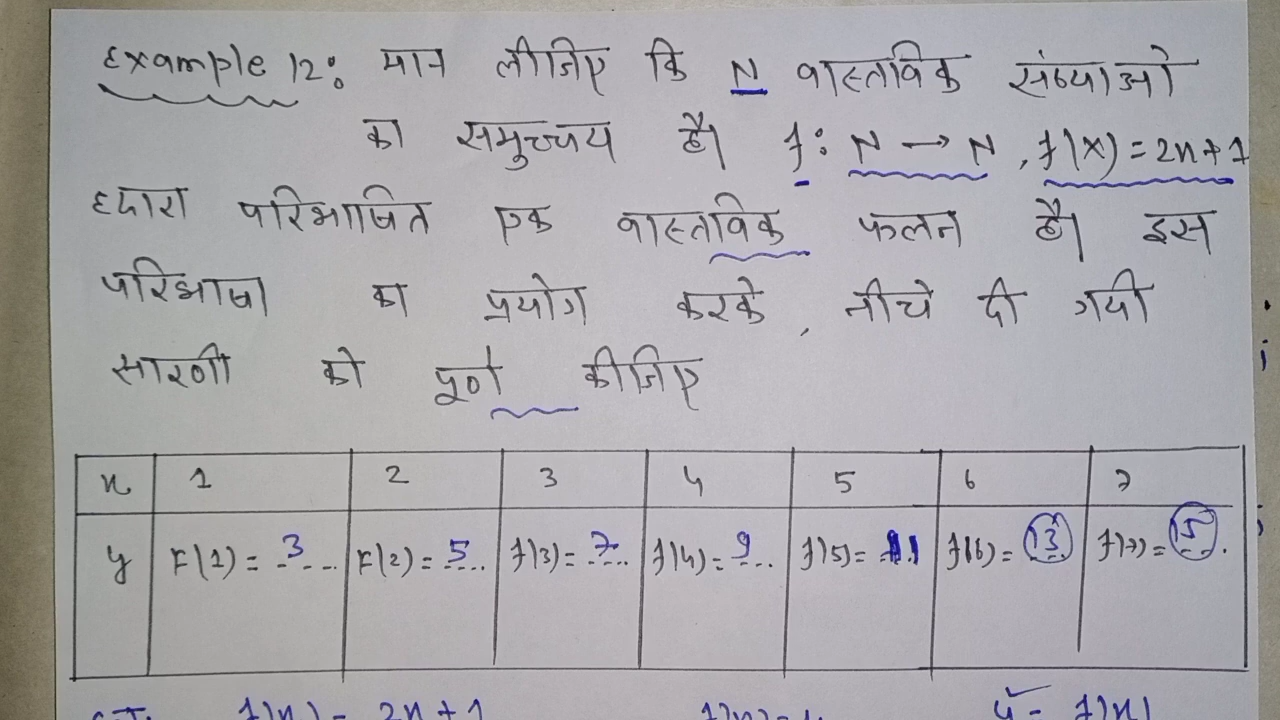 Example 12: मान लीजिए कि N वास्तविक संख्याओ
का समुच्चय है। f: N → N , f(x) = 2x + 1
द्वारा परिभाषित एक वास्तविक फलन है। इस
परिभाषा का प्रयोग करके, नीचे दी गयी
सारणी को पूर्ण कीजिए
x 1 2 3 4 5 6 7
y F(1) = 3 F(2) = 5 f(3) = 7 f(4) = 9 f(5) = 11 f(6) = 13 f(7) = 15
f(x) = 2x + 1 y = f(x)